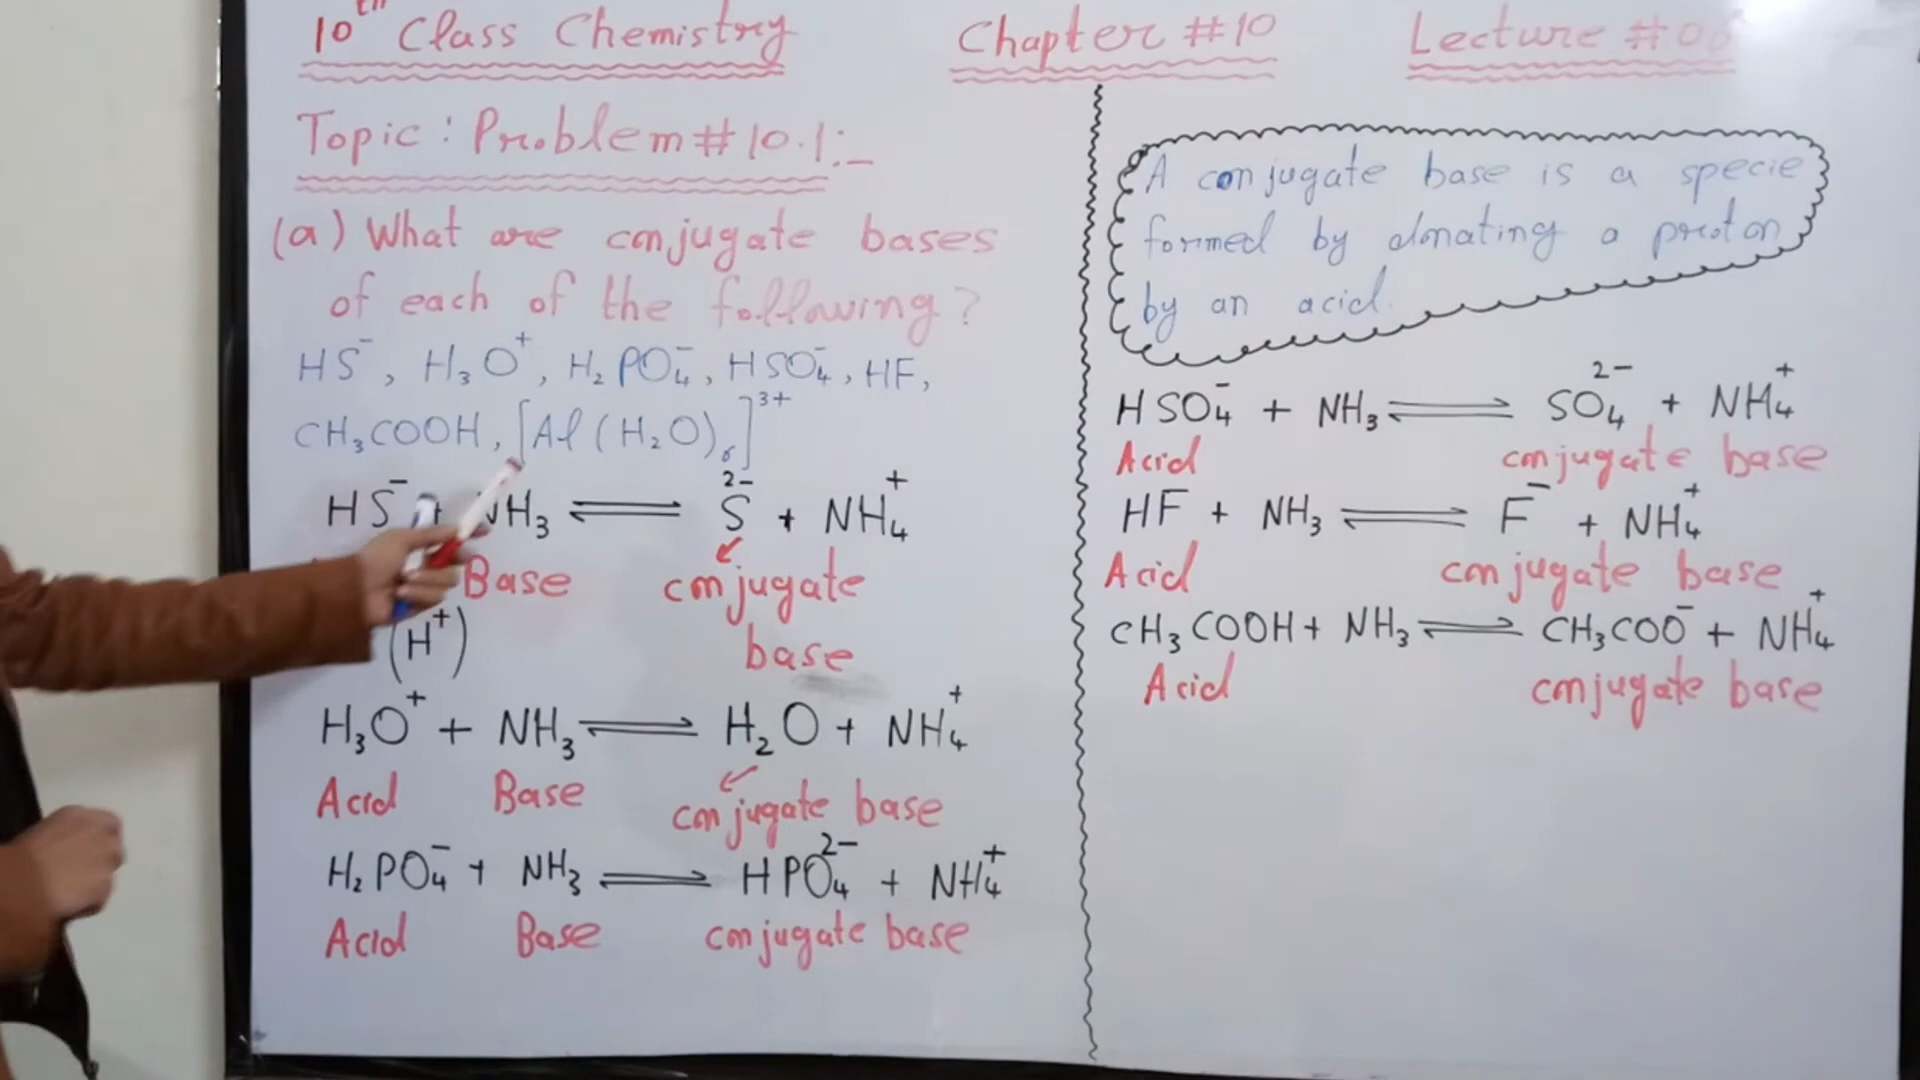 10th Class Chemistry
Chapter #10
Lecture #
Topic: Problem #10.1:-
(a) What are conjugate bases
of each of the following?
HS⁻, H₃O⁺, H₂PO₄⁻, HSO₄⁻, HF,
CH₃COOH, [Al(H₂O)₆]³⁺
HS⁻ + NH₃ ⇌ S²⁻ + NH₄⁺
Base conjugate
(H⁺) base
H₃O⁺ + NH₃ ⇌ H₂O + NH₄⁺
Acid Base conjugate base
H₂PO₄⁻ + NH₃ ⇌ HPO₄²⁻ + NH₄⁺
Acid Base conjugate base
A conjugate base is a specie
formed by donating a proton
by an acid.
HSO₄⁻ + NH₃ ⇌ SO₄²⁻ + NH₄⁺
Acid conjugate base
HF + NH₃ ⇌ F⁻ + NH₄⁺
Acid conjugate base
CH₃COOH + NH₃ ⇌ CH₃COO⁻ + NH₄⁺
Acid conjugate base